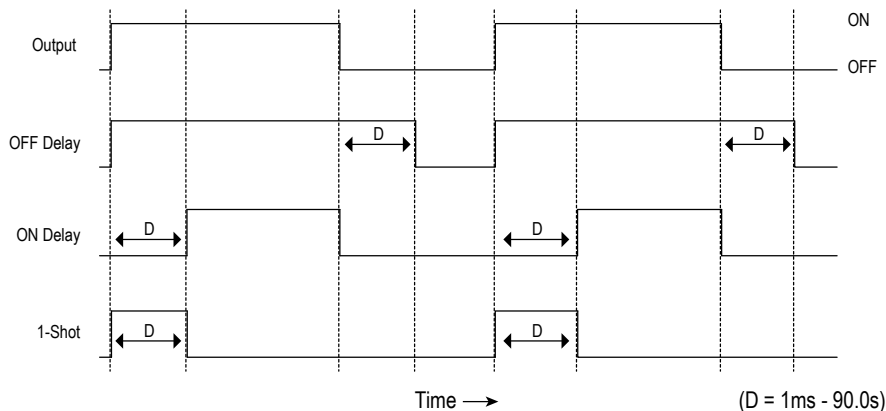 ON
Output
OFF
D
D
OFF Delay
D
D
ON Delay
D
D
1-Shot
Time
(D = 1ms - 90.0s)